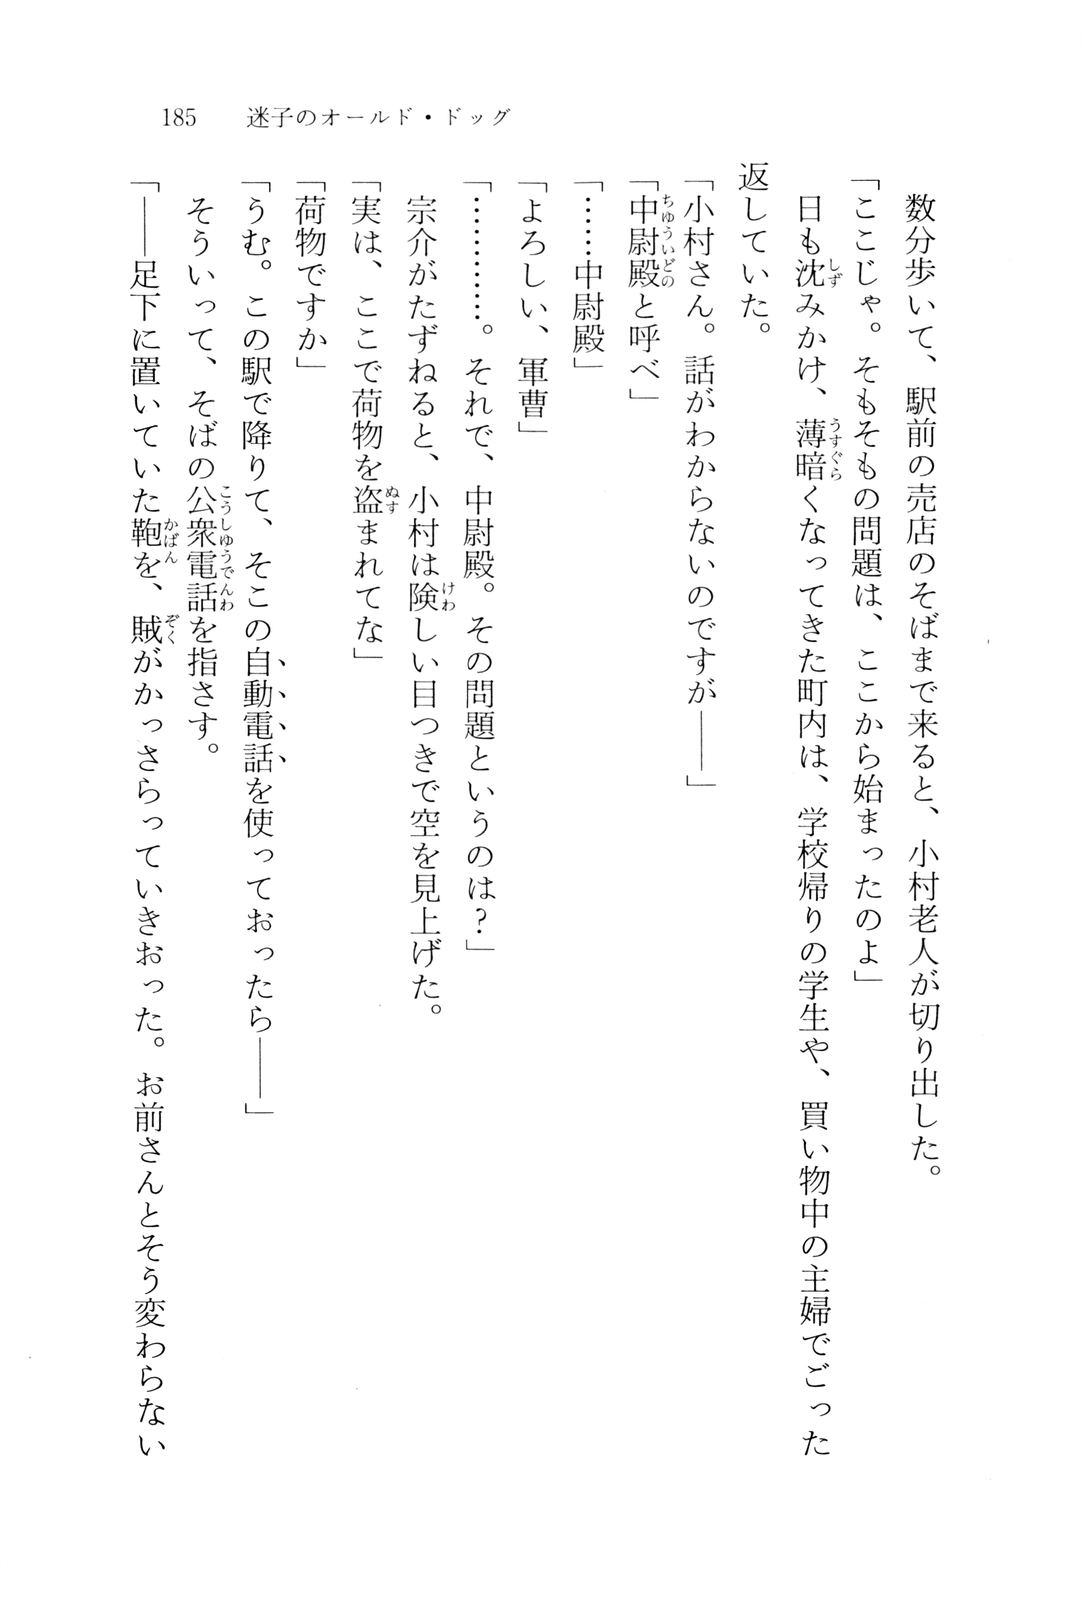 185　迷子のオールド・ドッグ
　数分歩いて、駅前の売店のそばまで来ると、小村老人が切り出した。
「ここじゃ。そもそもの問題は、ここから始まったのよ」
　日も沈みかけ、薄暗くなってきた町内は、学校帰りの学生や、買い物中の主婦でごった
返していた。
「小村さん。話がわからないのですが――」
「中尉殿と呼べ」
「……中尉殿」
「よろしい、軍曹」
「…………。それで、中尉殿。その問題というのは？」
　宗介がたずねると、小村は険しい目つきで空を見上げた。
「実は、ここで荷物を盗まれてな」
「荷物ですか」
「うむ。この駅で降りて、そこの自動電話を使っておったら――」
　そういって、そばの公衆電話を指さす。
「――足下に置いていた鞄を、賊がかっさらっていきおった。お前さんとそう変わらない